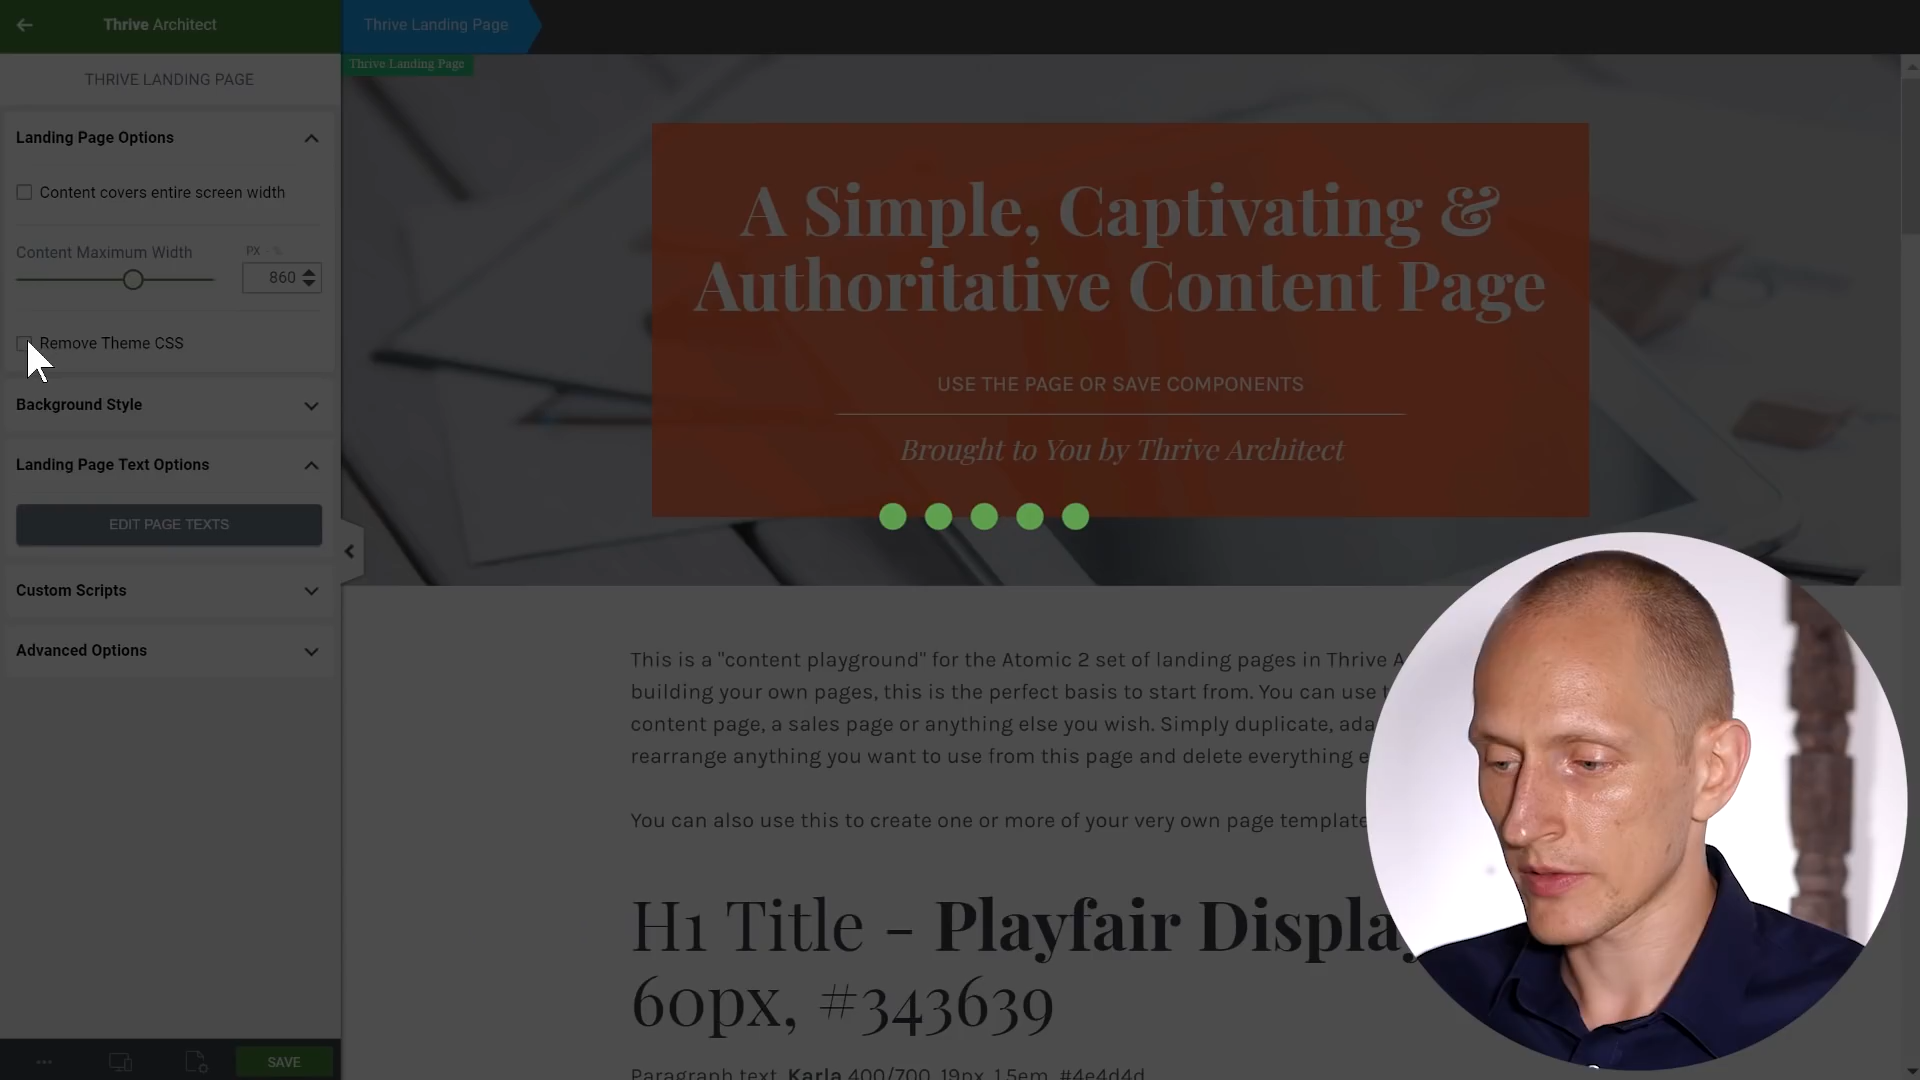 Thrive Architect
Thrive Landing Page
Thrive Landing Page
THRIVE LANDING PAGE
Landing Page Options
Content covers entire screen width
Content Maximum Width
PX - %
860
Remove Theme CSS
Background Style
Landing Page Text Options
EDIT PAGE TEXTS
Custom Scripts
Advanced Options
SAVE
A Simple, Captivating &
Authoritative Content Page
USE THE PAGE OR SAVE COMPONENTS
Brought to You by Thrive Architect
This is a "content playground" for the Atomic 2 set of landing pages in Thrive A
building your own pages, this is the perfect basis to start from. You can use
content page, a sales page or anything else you wish. Simply duplicate,
rearrange anything you want to use from this page and delete everything
You can also use this to create one or more of your very own page template
H1 Title - Playfair Display
60px, #343639
Paragraph text, Karla 400/700, 19px, 1.5em, #4e4d4d